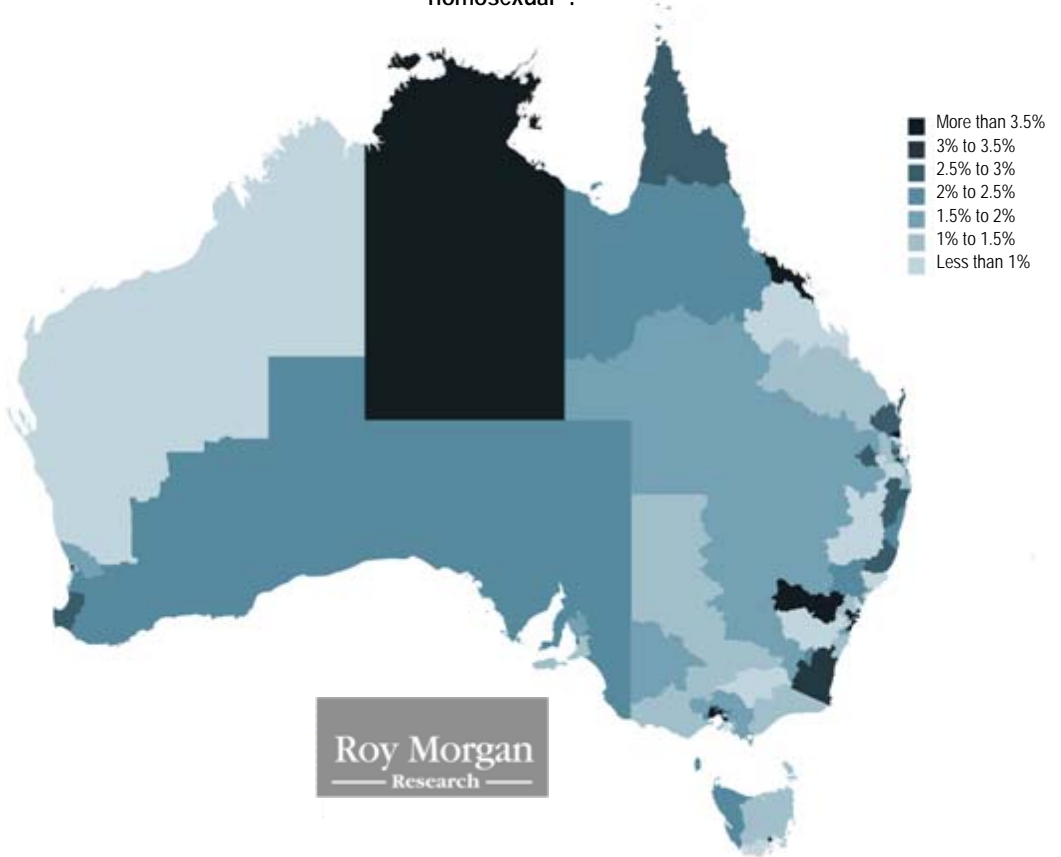 homosexual".
More than 3.5%
3% to 3.5%
2.5% to 3%
2% to 2.5%
1.5% to 2%
1% to 1.5%
Less than 1%
Roy Morgan
Research